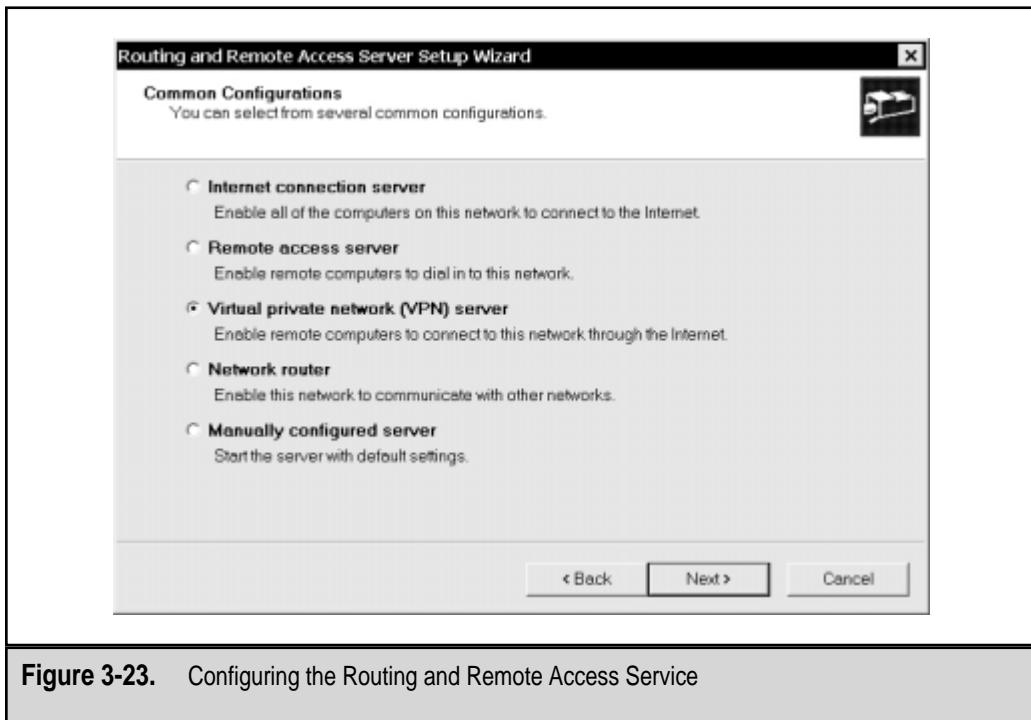 Routing and Remote Access Server Setup Wizard
Common Configurations
You can select from several common configurations.
Internet connection server
Enable all of the computers on this network to connect to the Internet.
Remote access server
Enable remote computers to dial in to this network.
Virtual private network (VPN) server
Enable remote computers to connect to this network through the Internet.
Network router
Enable this network to communicate with other networks.
Manually configured server
Start the server with default settings.
< Back Next > Cancel
Figure 3-23. Configuring the Routing and Remote Access Service